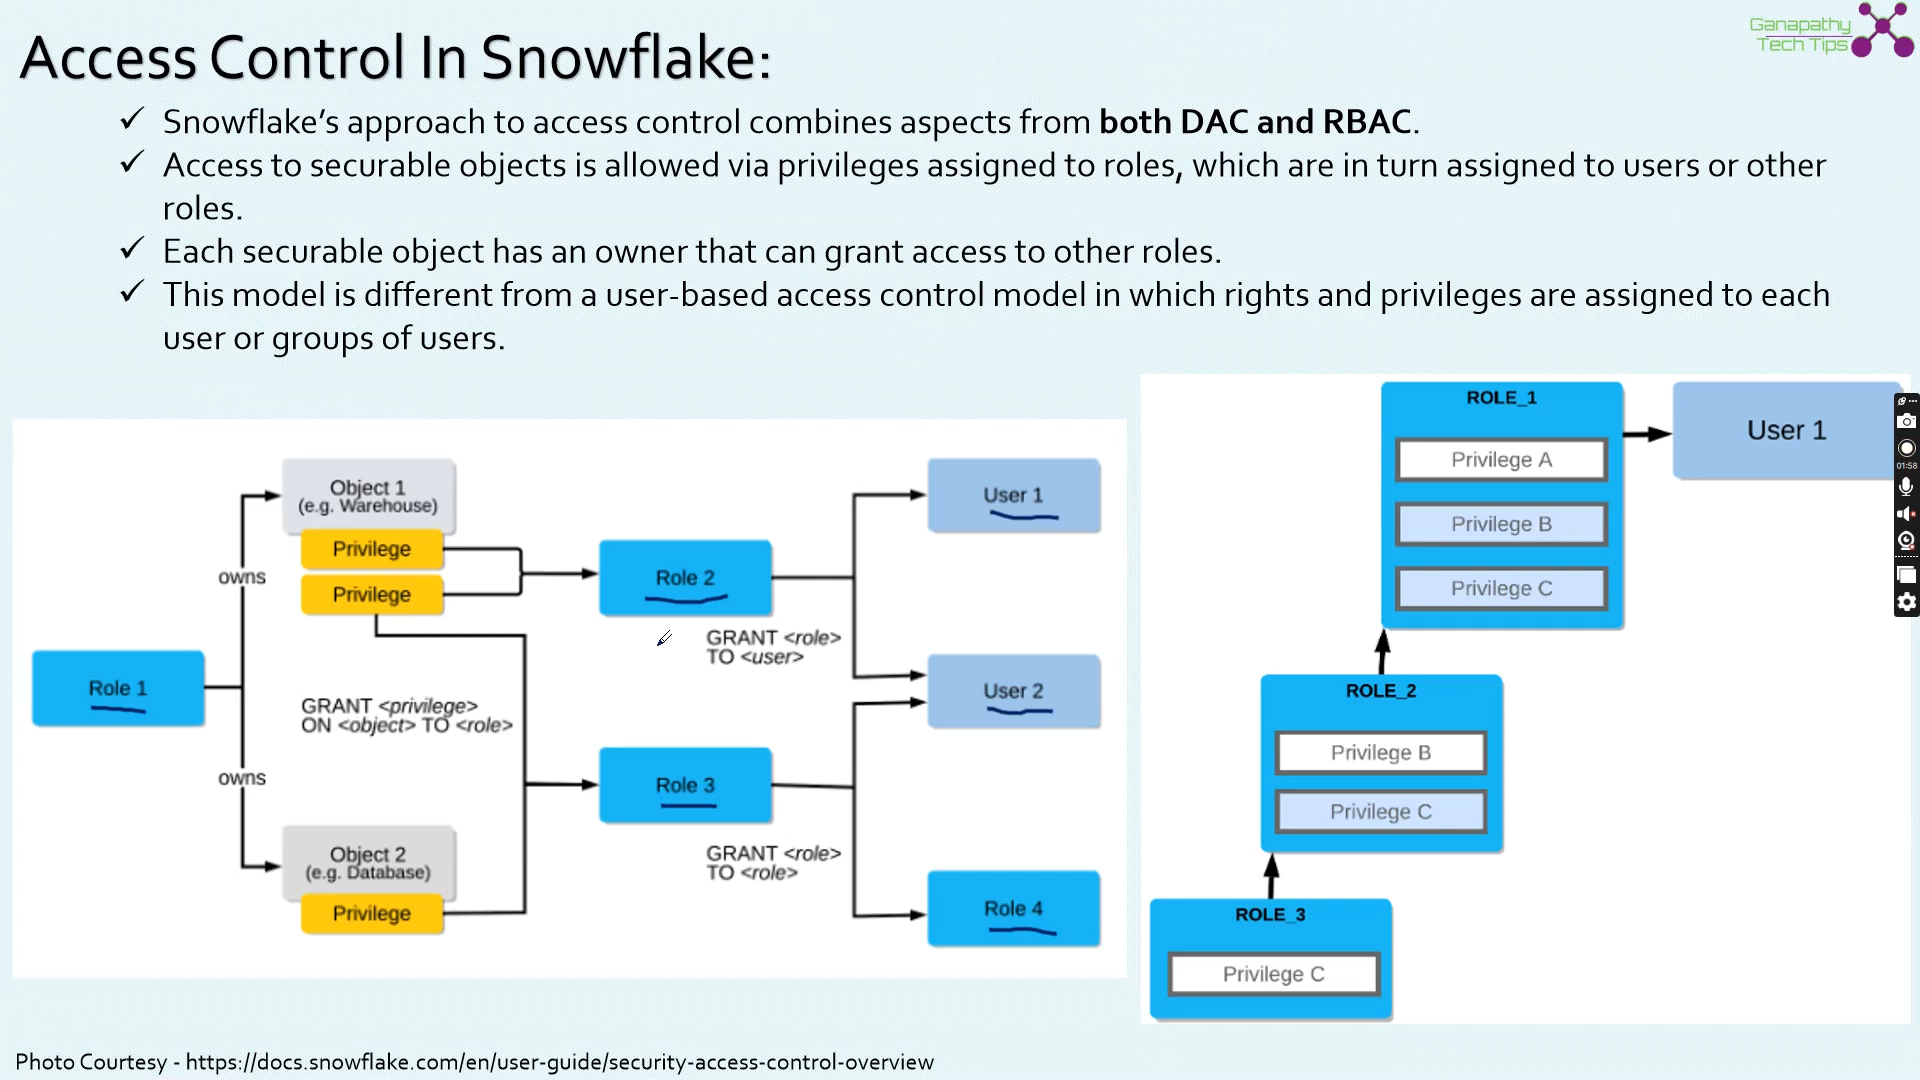 Access Control In Snowflake:
Ganapathy
Tech Tips
✓ Snowflake's approach to access control combines aspects from both DAC and RBAC.
✓ Access to securable objects is allowed via privileges assigned to roles, which are in turn assigned to users or other
roles.
✓ Each securable object has an owner that can grant access to other roles.
✓ This model is different from a user-based access control model in which rights and privileges are assigned to each
user or groups of users.
Object 1
(e.g. Warehouse)
Privilege
Privilege
owns
Role 1
GRANT <privilege>
ON <object> TO <role>
owns
Object 2
(e.g. Database)
Privilege
Role 2
GRANT <role>
TO <user>
Role 3
GRANT <role>
TO <role>
User 1
User 2
Role 4
ROLE_1
Privilege A
Privilege B
Privilege C
User 1
ROLE_2
Privilege B
Privilege C
ROLE_3
Privilege C
01:58
Photo Courtesy - https://docs.snowflake.com/en/user-guide/security-access-control-overview